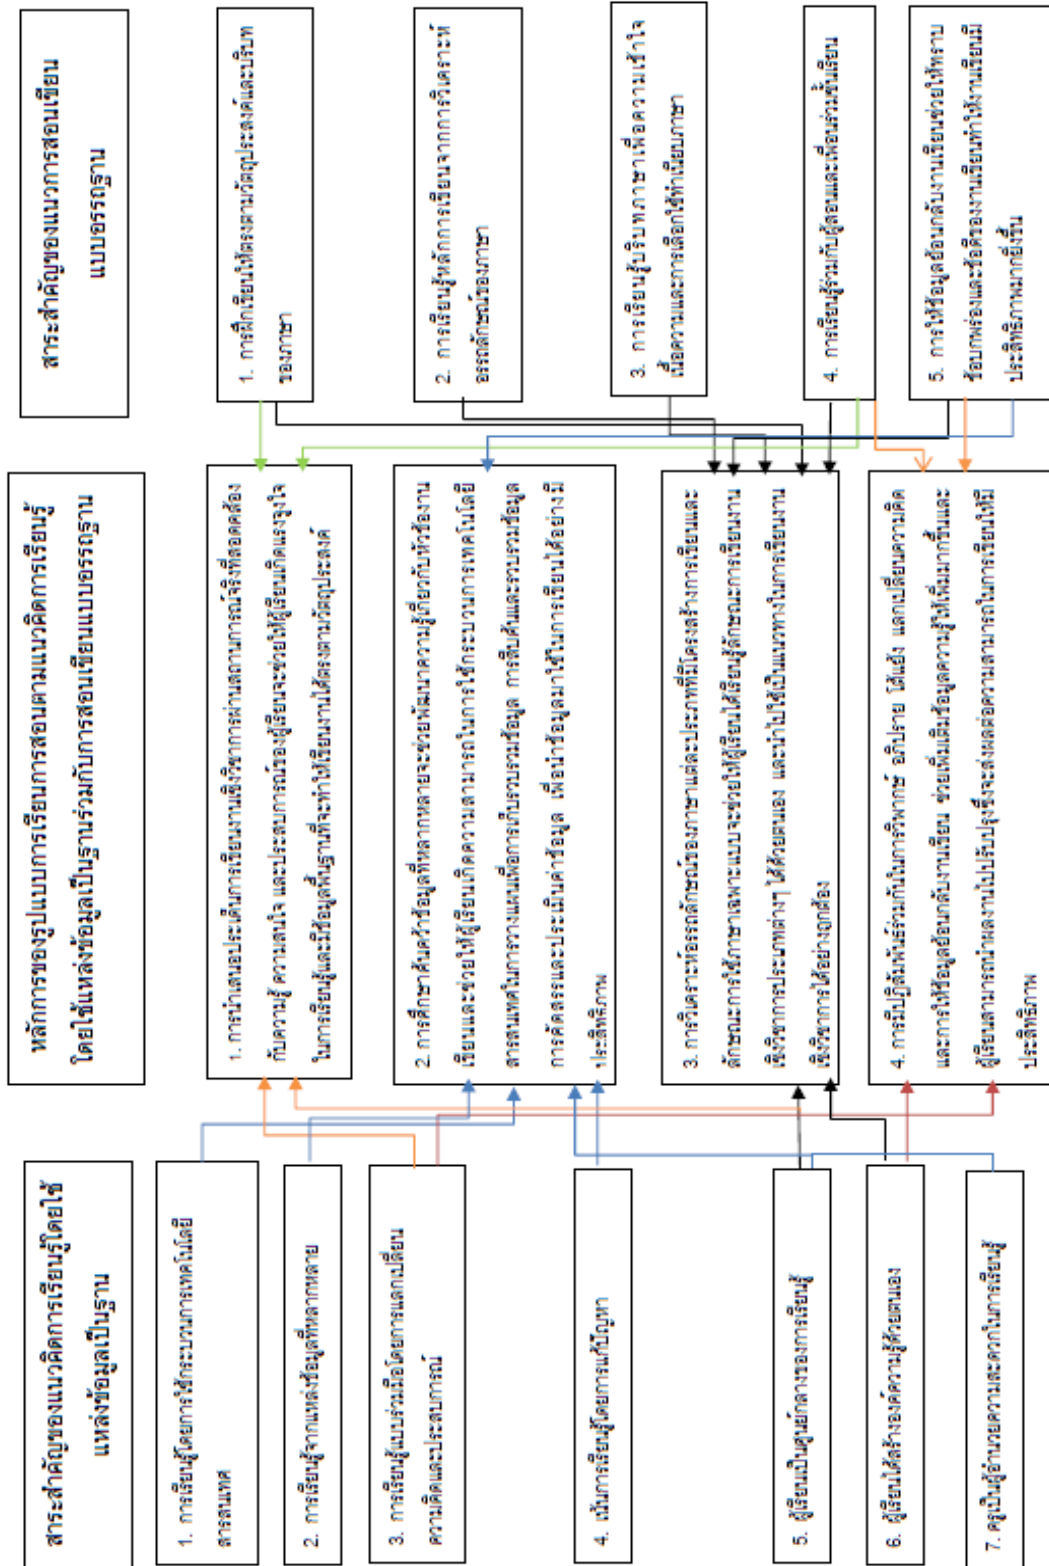 สาระสำคัญของแนวคิดการเรียนรู้โดยใช้
แหล่งข้อมูลเป็นฐาน
1. การเรียนรู้โดยการใช้กระบวนการเทคโนโลยี
สารสนเทศ
2. การเรียนรู้จากแหล่งข้อมูลที่หลากหลาย
3. การเรียนรู้แบบร่วมมือโดยการแลกเปลี่ยน
ความคิดและประสบการณ์
4. เน้นการเรียนรู้โดยการแก้ปัญหา
5. ผู้เรียนเป็นศูนย์กลางของการเรียนรู้
6. ผู้เรียนได้สร้างองค์ความรู้ด้วยตนเอง
7. ครูเป็นผู้อำนวยความสะดวกในการเรียนรู้
หลักการของรูปแบบการเรียนการสอนตามแนวคิดการเรียนรู้
โดยใช้แหล่งข้อมูลเป็นฐานร่วมกับการสอนเขียนแบบอรรถฐาน
1. การนำเสนอประเด็นการเขียนงานเชิงวิชาการผ่านสถานการณ์จริงที่สอดคล้อง
กับความรู้ ความสนใจ และประสบการณ์ของผู้เรียนจะช่วยให้ผู้เรียนเกิดแรงจูงใจ
ในการเรียนรู้และมีข้อมูลพื้นฐานที่จะทำให้เขียนงานได้ตรงตามวัตถุประสงค์
2. การศึกษาค้นคว้าข้อมูลที่หลากหลายจะช่วยพัฒนาความรู้เกี่ยวกับหัวข้องาน
เขียนและช่วยให้ผู้เรียนเกิดความสามารถในการใช้กระบวนการเทคโนโลยี
สารสนเทศในการวางแผนเพื่อการเก็บรวบรวมข้อมูล การสืบค้นและรวบรวมข้อมูล
การคัดสรรและประเมินค่าข้อมูล เพื่อนำข้อมูลมาใช้ในการเขียนได้อย่างมี
ประสิทธิภาพ
3. การวิเคราะห์อรรถลักษณ์ของภาษาแต่ละประเภทที่มีโครงสร้างการเขียนและ
ลักษณะการใช้ภาษาเฉพาะแบบจะช่วยให้ผู้เรียนได้เรียนรู้ลักษณะการเขียนงาน
เชิงวิชาการประเภทต่างๆ ได้ด้วยตนเอง และนำไปใช้เป็นแนวทางในการเขียนงาน
เชิงวิชาการได้อย่างถูกต้อง
4. การมีปฏิสัมพันธ์ร่วมกันในการวิพากษ์ อภิปราย โต้แย้ง แลกเปลี่ยนความคิด
และการให้ข้อมูลย้อนกลับงานเขียน ช่วยเพิ่มเติมข้อมูลความรู้ให้เพิ่มมากขึ้นและ
ผู้เรียนสามารถนำผลงานไปปรับปรุงซึ่งจะส่งผลต่อความสามารถในการเขียนให้มี
ประสิทธิภาพ
สาระสำคัญของแนวการสอนเขียน
แบบอรรถฐาน
1. การฝึกเขียนให้ตรงตามวัตถุประสงค์และบริบท
ของภาษา
2. การเรียนรู้หลักการเขียนจากการวิเคราะห์
อรรถลักษณ์ของภาษา
3. การเรียนรู้บริบทภาษาเพื่อความเข้าใจ
เนื้อความและการเลือกใช้ทำเนียบภาษา
4. การเรียนรู้ร่วมกับผู้สอนและเพื่อนร่วมชั้นเรียน
5. การให้ข้อมูลย้อนกลับงานเขียนช่วยให้ทราบ
ข้อบกพร่องและข้อดีของงานเขียนทำให้งานเขียนมี
ประสิทธิภาพมากยิ่งขึ้น